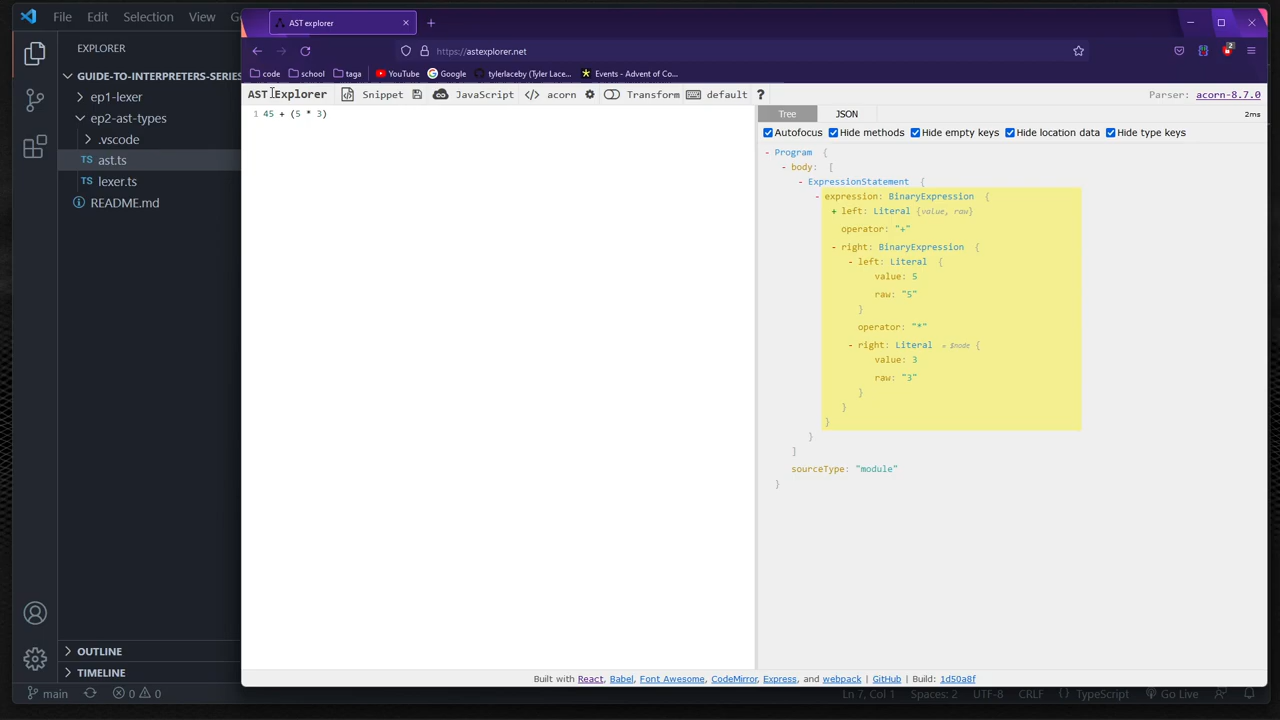 File Edit Selection View G
AST explorer
https://astexplorer.net
2
code school taga YouTube Google tylerlaceby (Tyler Lace... Events - Advent of Co...
EXPLORER
GUIDE-TO-INTERPRETERS-SERIES
ep1-lexer
ep2-ast-types
.vscode
TS ast.ts
TS lexer.ts
README.md
OUTLINE
TIMELINE
AST Explorer Snippet JavaScript </> acorn Transform default ? Parser: acorn-8.7.0
1 45 + (5 * 3)
Tree JSON 2ms
Autofocus Hide methods Hide empty keys Hide location data Hide type keys
- Program {
- body: [
- ExpressionStatement {
- expression: BinaryExpression {
+ left: Literal {value, raw}
operator: "+"
- right: BinaryExpression {
- left: Literal {
value: 5
raw: "5"
}
operator: "*"
- right: Literal = $node {
value: 3
raw: "3"
}
}
}
}
]
sourceType: "module"
}
Built with React, Babel, Font Awesome, CodeMirror, Express, and webpack | GitHub | Build: 1d50a8f
main 0 0 Ln 7, Col 1 Spaces: 2 UTF-8 CRLF {} TypeScript Go Live